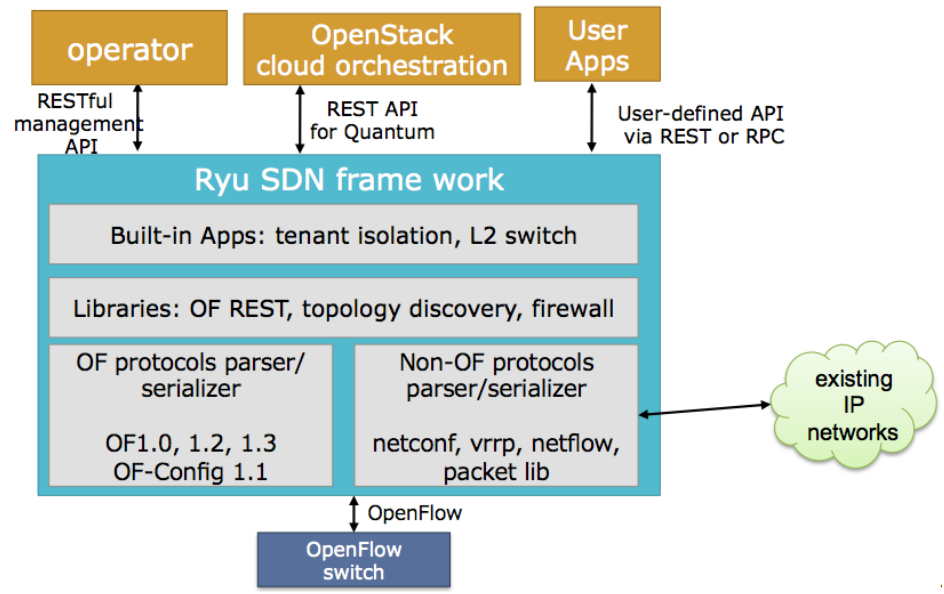 operator
OpenStack
cloud orchestration
User
Apps
RESTful
management
API
REST API
for Quantum
User-defined API
via REST or RPC
Ryu SDN frame work
Built-in Apps: tenant isolation, L2 switch
Libraries: OF REST, topology discovery, firewall
OF protocols parser/
serializer
OF1.0, 1.2, 1.3
OF-Config 1.1
Non-OF protocols
parser/serializer
netconf, vrrp, netflow,
packet lib
existing
IP
networks
OpenFlow
OpenFlow
switch